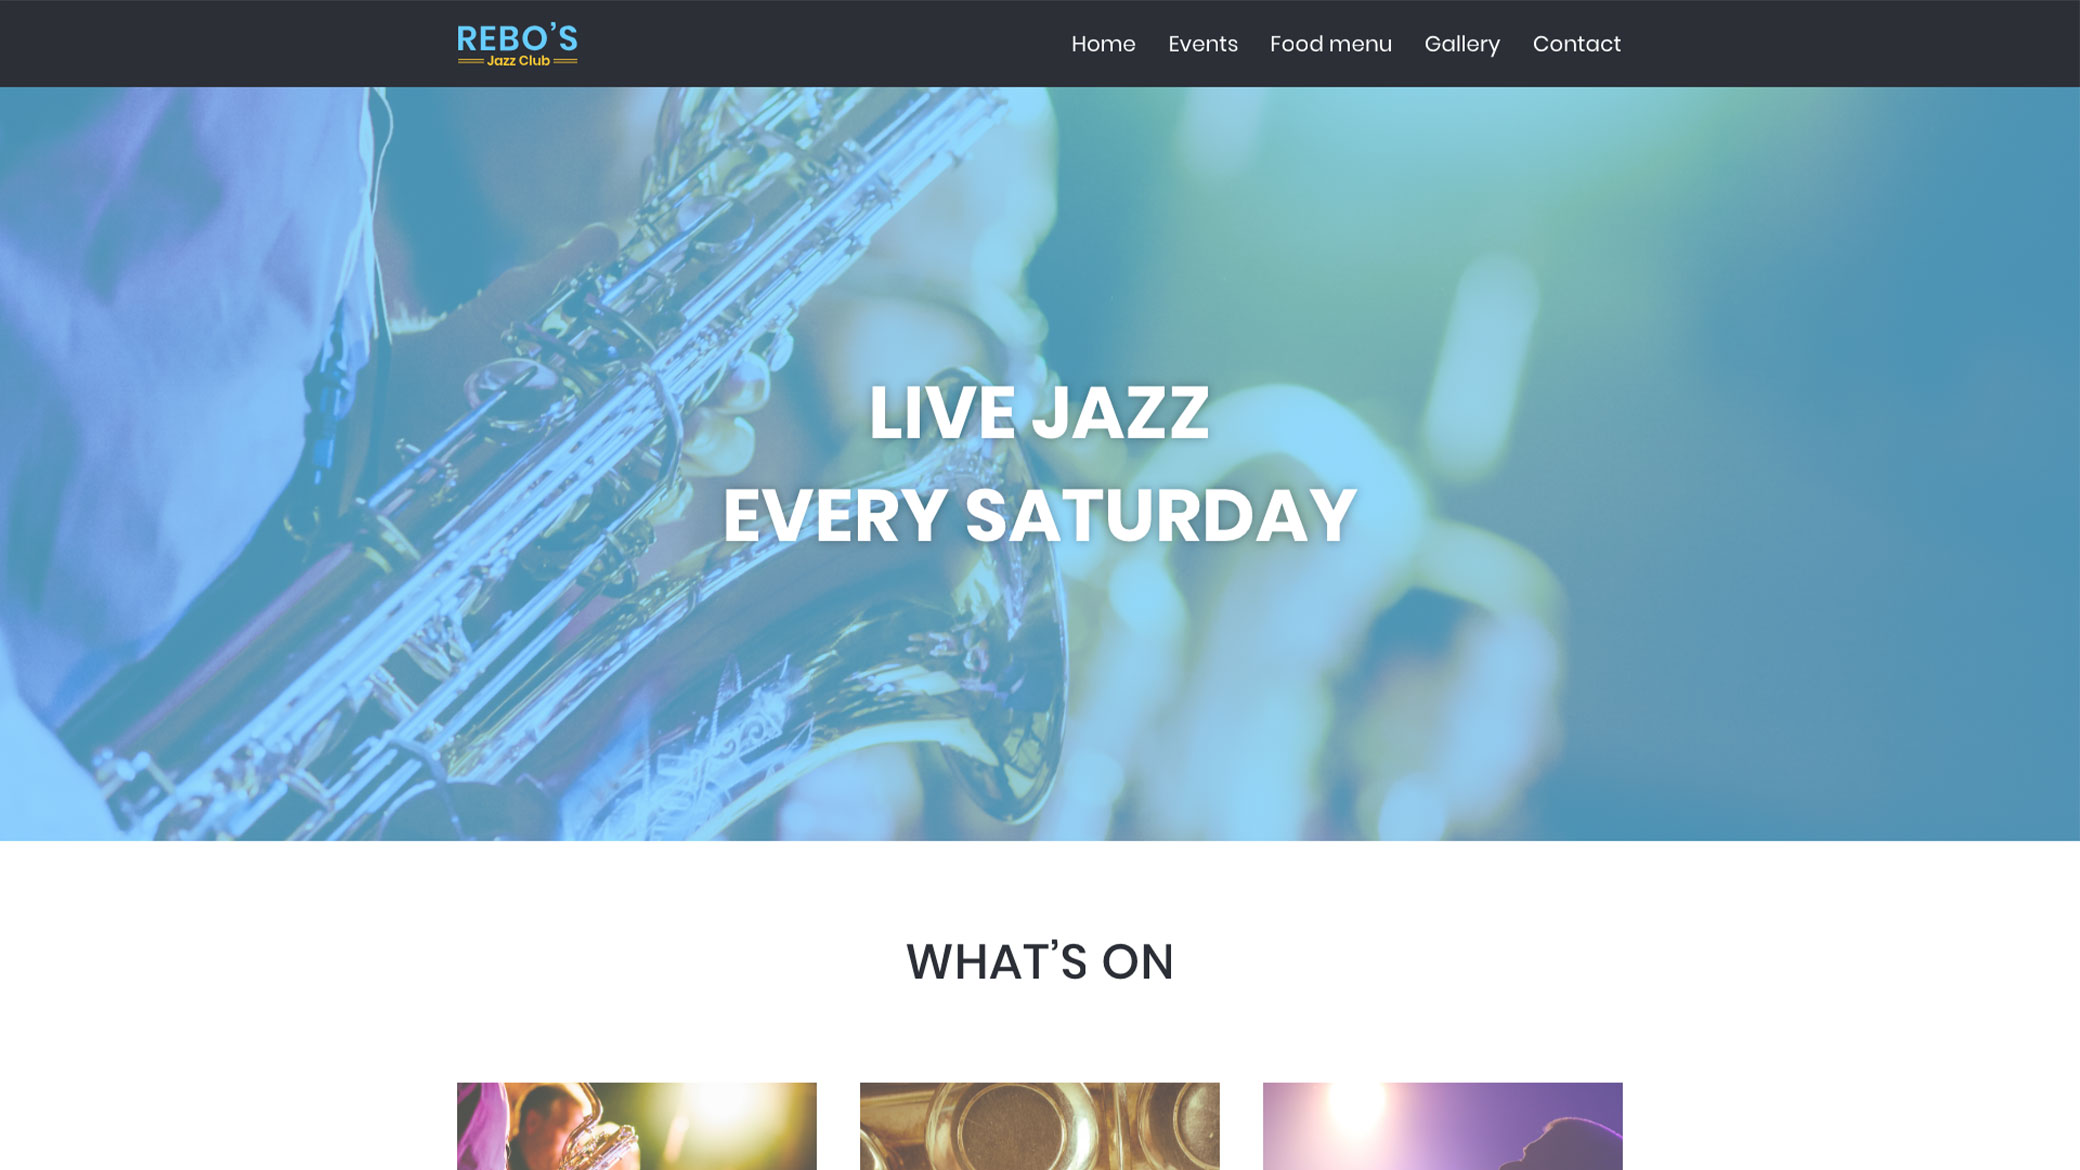 REBO’S
Jazz Club
Home Events Food menu Gallery Contact
LIVE JAZZ
EVERY SATURDAY
WHAT’S ON